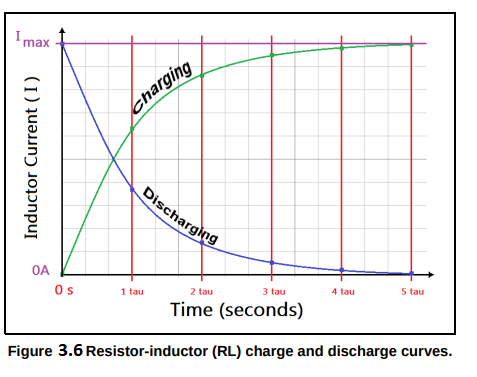 I max
Charging
Inductor Current ( I )
Discharging
0A
0 s
1 tau
2 tau
3 tau
4 tau
5 tau
Time (seconds)
Figure 3.6 Resistor-inductor (RL) charge and discharge curves.